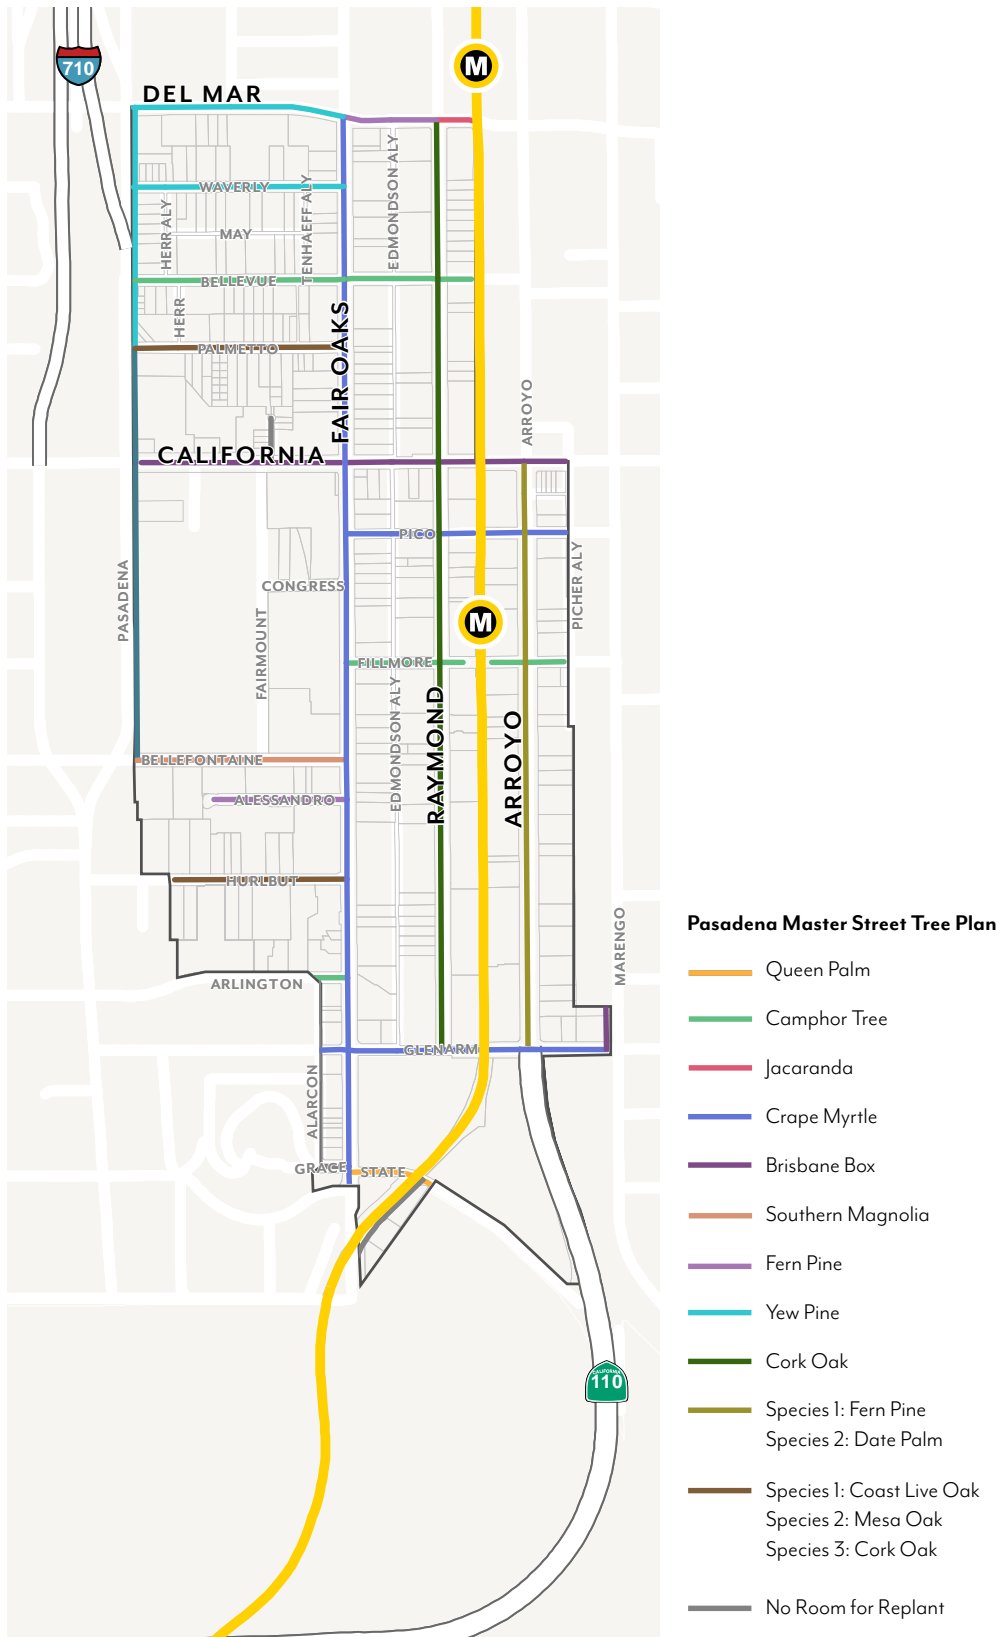 710
M
DEL MAR
WAVERLY
HERR ALY
MAY
TENHAEFF ALY
EDMONDSON ALY
BELLEVUE
HERR
PALMETTO
FAIR OAKS
ARROYO
CALIFORNIA
PICO
PASADENA
CONGRESS
PICHER ALY
FAIRMOUNT
M
FILLMORE
EDMONDSON ALY
RAYMOND
ARROYO
BELLEFONTAINE
ALESSANDRO
HURLBUT
MARENGO
ARLINGTON
GLENARM
ALARCON
GRACE
STATE
CALIFORNIA
110
Pasadena Master Street Tree Plan
Queen Palm
Camphor Tree
Jacaranda
Crape Myrtle
Brisbane Box
Southern Magnolia
Fern Pine
Yew Pine
Cork Oak
Species 1: Fern Pine
Species 2: Date Palm
Species 1: Coast Live Oak
Species 2: Mesa Oak
Species 3: Cork Oak
No Room for Replant